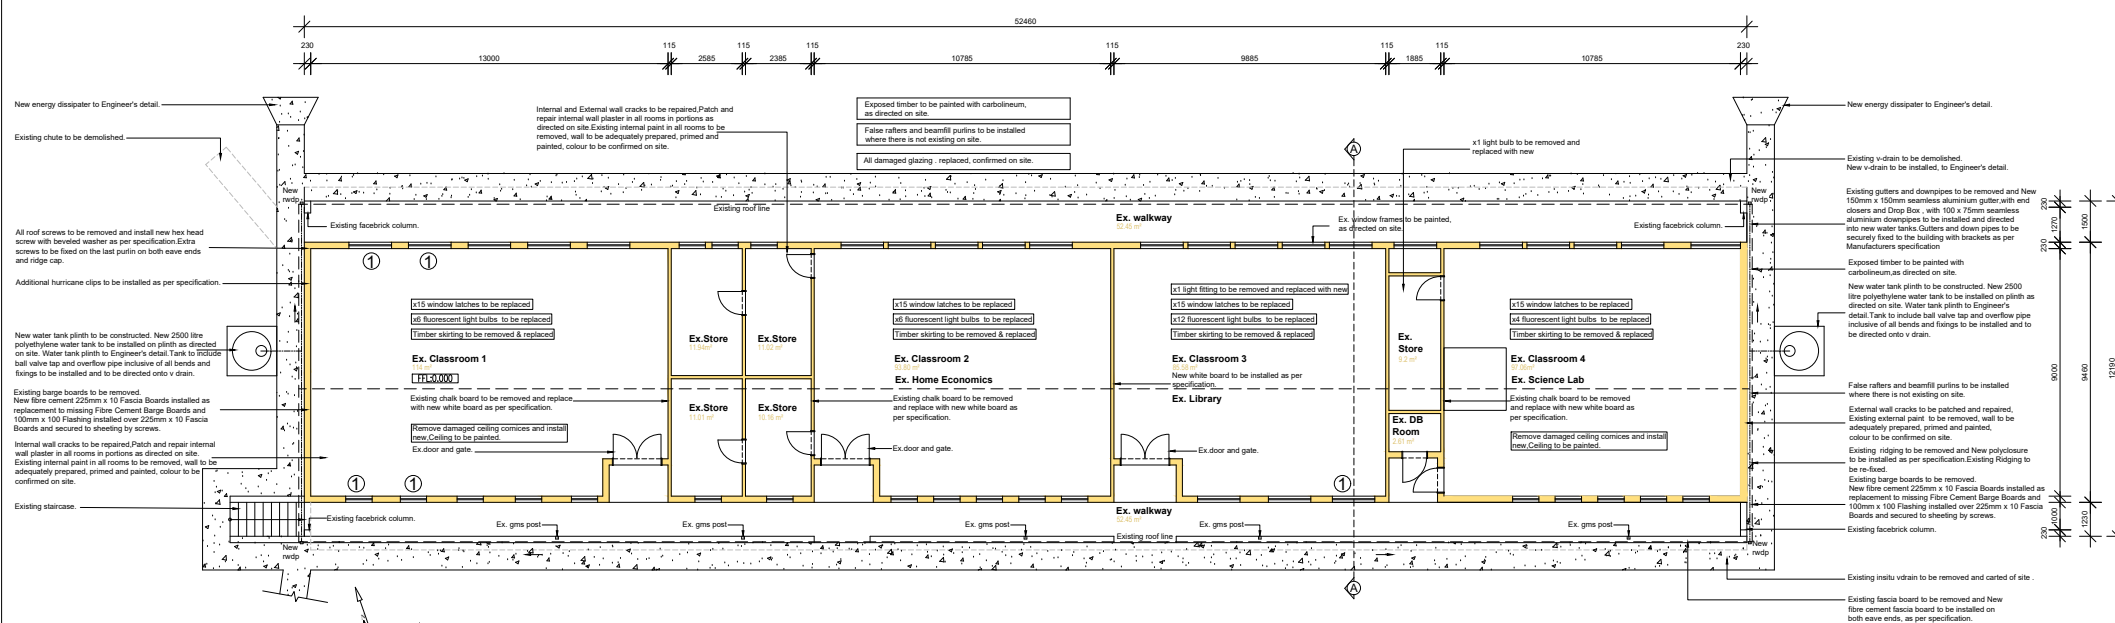 52460
230
13000
115
2585
115
2385
115
10785
115
9885
115
1885
115
10785
230
New energy dissipater to Engineer's detail.
Existing chute to be demolished.
All roof screws to be removed and install new hex head
screw with beveled washer as per specification.Extra
screws to be fixed on the last purlin on both eave ends
and ridge cap.
Additional hurricane clips to be installed as per specification.
New water tank plinth to be constructed. New 2500 litre
polyethylene water tank to be installed on plinth as directed
on site. Water tank plinth to Engineer's detail.Tank to include
ball valve tap and overflow pipe inclusive of all bends and
fixings to be installed and to be directed onto v drain.
Existing barge boards to be removed.
New fibre cement 225mm x 10 Fascia Boards installed as
replacement to missing Fibre Cement Barge Boards and
100mm x 100 Flashing installed over 225mm x 10 Fascia
Boards and secured to sheeting by screws.
Internal wall cracks to be repaired,Patch and repair internal
wall plaster in all rooms in portions as directed on site.
Existing internal paint in all rooms to be removed, wall to be
adequately prepared, primed and painted, colour to be
confirmed on site.
Existing staircase.
Internal and External wall cracks to be repaired,Patch and
repair internal wall plaster in all rooms in portions as
directed on site.Existing internal paint in all rooms to be
removed, wall to be adequately prepared, primed and
painted, colour to be confirmed on site.
Exposed timber to be painted with carbolineum,
as directed on site.
False rafters and beamfill purlins to be installed
where there is not existing on site.
All damaged glazing . replaced, confirmed on site.
A
x1 light bulb to be removed and
replaced with new
New
rwdp
Existing roof line
Existing facebrick column.
Ex. walkway
52.45 m²
Ex. window frames to be painted,
as directed on site.
Existing facebrick column.
New
rwdp
1
1
x15 window latches to be replaced
x6 fluorescent light bulbs to be replaced
Timber skirting to be removed & replaced
Ex. Classroom 1
114 m²
FFL:0.000
Existing chalk board to be removed and replace
with new white board as per specification.
Remove damaged ceiling cornices and install
new,Ceiling to be painted.
Ex.door and gate.
1
1
Ex.Store
11.94m²
Ex.Store
11.02 m²
Ex.Store
11.01 m²
Ex.Store
10.16 m²
x15 window latches to be replaced
x6 fluorescent light bulbs to be replaced
Timber skirting to be removed & replaced
Ex. Classroom 2
93.80 m²
Ex. Home Economics
Existing chalk board to be removed
and replace with new white board as
per specification.
Ex.door and gate.
x1 light fitting to be removed and replaced with new
x15 window latches to be replaced
x12 fluorescent light bulbs to be replaced
Timber skirting to be removed & replaced
Ex. Classroom 3
New white board to be installed as per
specification.
Ex. Library
Ex.door and gate.
1
Ex.
Store
9.2 m²
Ex. DB
Room
2.61 m²
x15 window latches to be replaced
x4 fluorescent light bulbs to be replaced
Timber skirting to be removed & replaced
Ex. Classroom 4
Ex. Science Lab
Existing chalk board to be removed
and replace with new white board as
per specification.
Remove damaged ceiling cornices and install
new,Ceiling to be painted.
Existing facebrick column.
Ex. gms post
Ex. gms post
Ex. gms post
Ex. walkway
52.45 m²
Existing roof line
Ex. gms post
Ex. gms post
New
rwdp
New
rwdp
A
New energy dissipater to Engineer's detail.
Existing v-drain to be demolished.
New v-drain to be installed, to Engineer's detail.
Existing gutters and downpipes to be removed and New
150mm x 150mm seamless aluminium gutter,with end
closers and Drop Box , with 100 x 75mm seamless
aluminium downpipes to be installed and directed
into new water tanks.Gutters and down pipes to be
securely fixed to the building with brackets as per
Manufacturers specification
Exposed timber to be painted with
carbolineum,as directed on site.
New water tank plinth to be constructed. New 2500
litre polyethylene water tank to be installed on plinth as
directed on site. Water tank plinth to Engineer's
detail.Tank to include ball valve tap and overflow pipe
inclusive of all bends and fixings to be installed and to
be directed onto v drain.
False rafters and beamfill purlins to be installed
where there is not existing on site.
External wall cracks to be patched and repaired,
Existing external paint to be removed, wall to be
adequately prepared, primed and painted,
colour to be confirmed on site.
Existing ridging to be removed and New polyclosure
to be installed as per specification.Existing Ridging to
be re-fixed.
Existing barge boards to be removed.
New fibre cement 225mm x 10 Fascia Boards installed as
replacement to missing Fibre Cement Barge Boards and
100mm x 100 Flashing installed over 225mm x 10 Fascia
Boards and secured to sheeting by screws.
Existing facebrick column.
Existing insitu vdrain to be removed and carted of site .
Existing fascia board to be removed and New
fibre cement fascia board to be installed on
both eave ends, as per specification.
230
1270
230
9000
230
1000
230
1500
9460
1230
12190